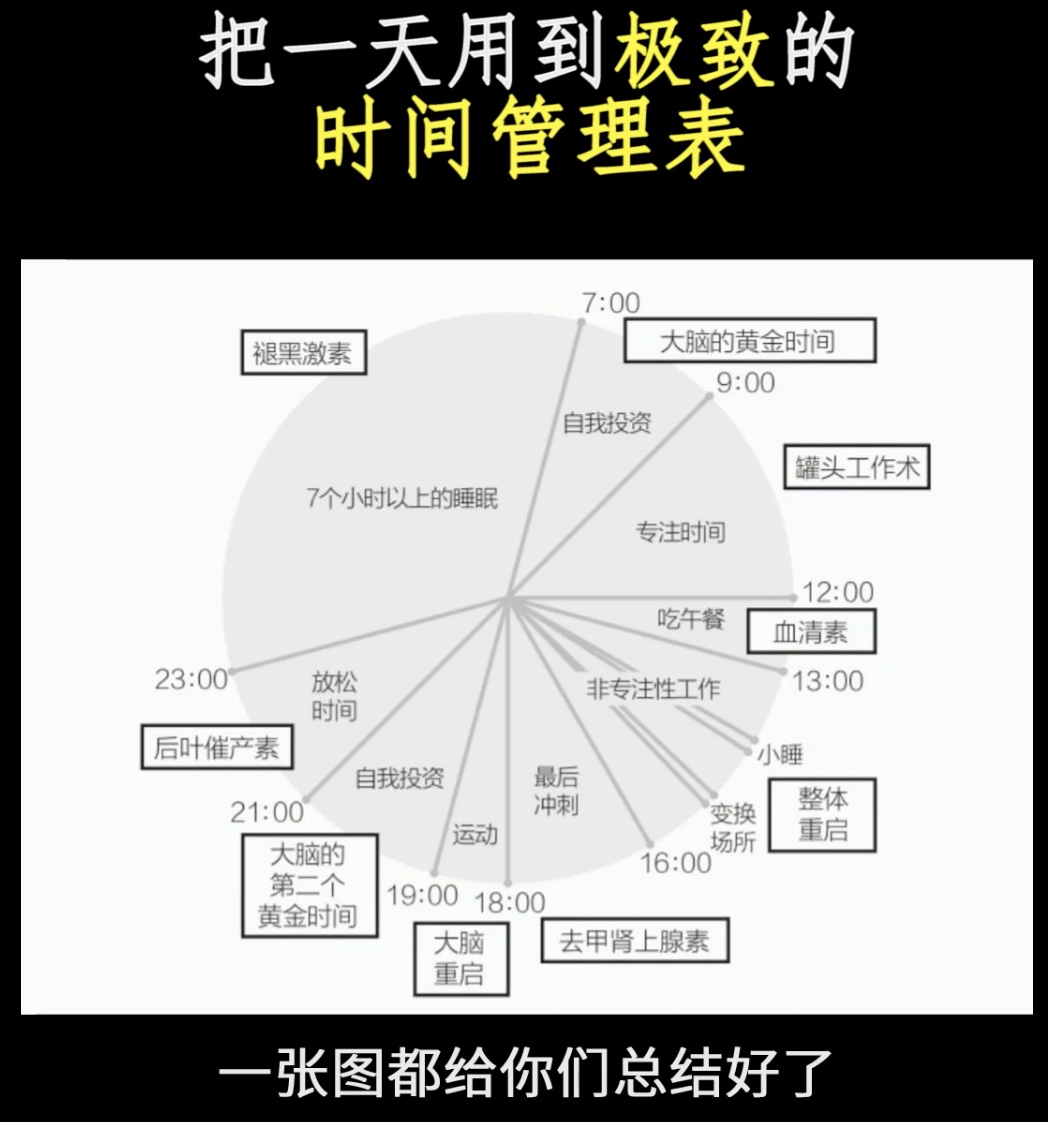 把一天用到极致的
时间管理表
7:00
褪黑激素
大脑的黄金时间
9:00
自我投资
罐头工作术
7个小时以上的睡眠
专注时间
12:00
吃午餐
血清素
23:00
放松
时间
13:00
非专注性工作
后叶催产素
小睡
自我投资
最后
冲刺
21:00
运动
变换
场所
整体
重启
大脑的
第二个
黄金时间
16:00
19:00
18:00
大脑
重启
去甲肾上腺素
一张图都给你们总结好了